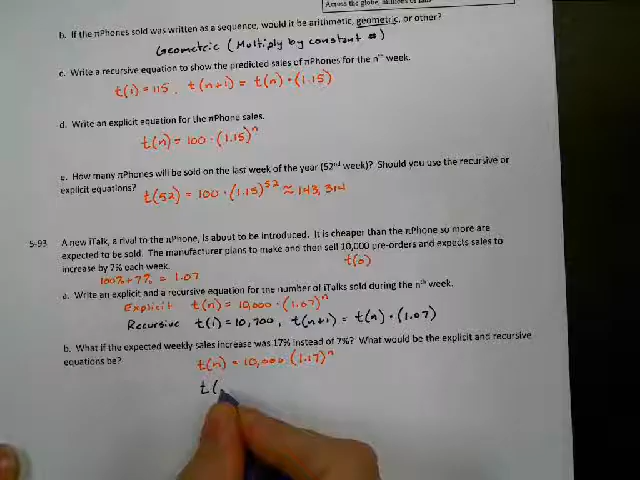 Across the globe, millions of fans
b. If the πPhones sold was written as a sequence, would it be arithmetic, geometric, or other?
Geometric (Multiply by constant #)
c. Write a recursive equation to show the predicted sales of πPhones for the nth week.
t(1) = 115, t(n+1) = t(n)·(1.15)
d. Write an explicit equation for the πPhone sales.
t(n) = 100·(1.15)^n
e. How many πPhones will be sold on the last week of the year (52nd week)? Should you use the recursive or
explicit equations?
t(52) = 100·(1.15)^52 ≈ 143,314
5-93 A new iTalk, a rival to the πPhone, is about to be introduced. It is cheaper than the πPhone so more are
expected to be sold. The manufacturer plans to make and then sell 10,000 pre-orders and expects sales to
increase by 7% each week.
t(0)
100% + 7% = 1.07
a. Write an explicit and a recursive equation for the number of iTalks sold during the nth week.
Explicit t(n) = 10,000·(1.07)^n
Recursive t(1) = 10,700, t(n+1) = t(n)·(1.07)
b. What if the expected weekly sales increase was 17% instead of 7%? What would be the explicit and recursive
equations be?
t(n) = 10,000·(1.17)^n
t(